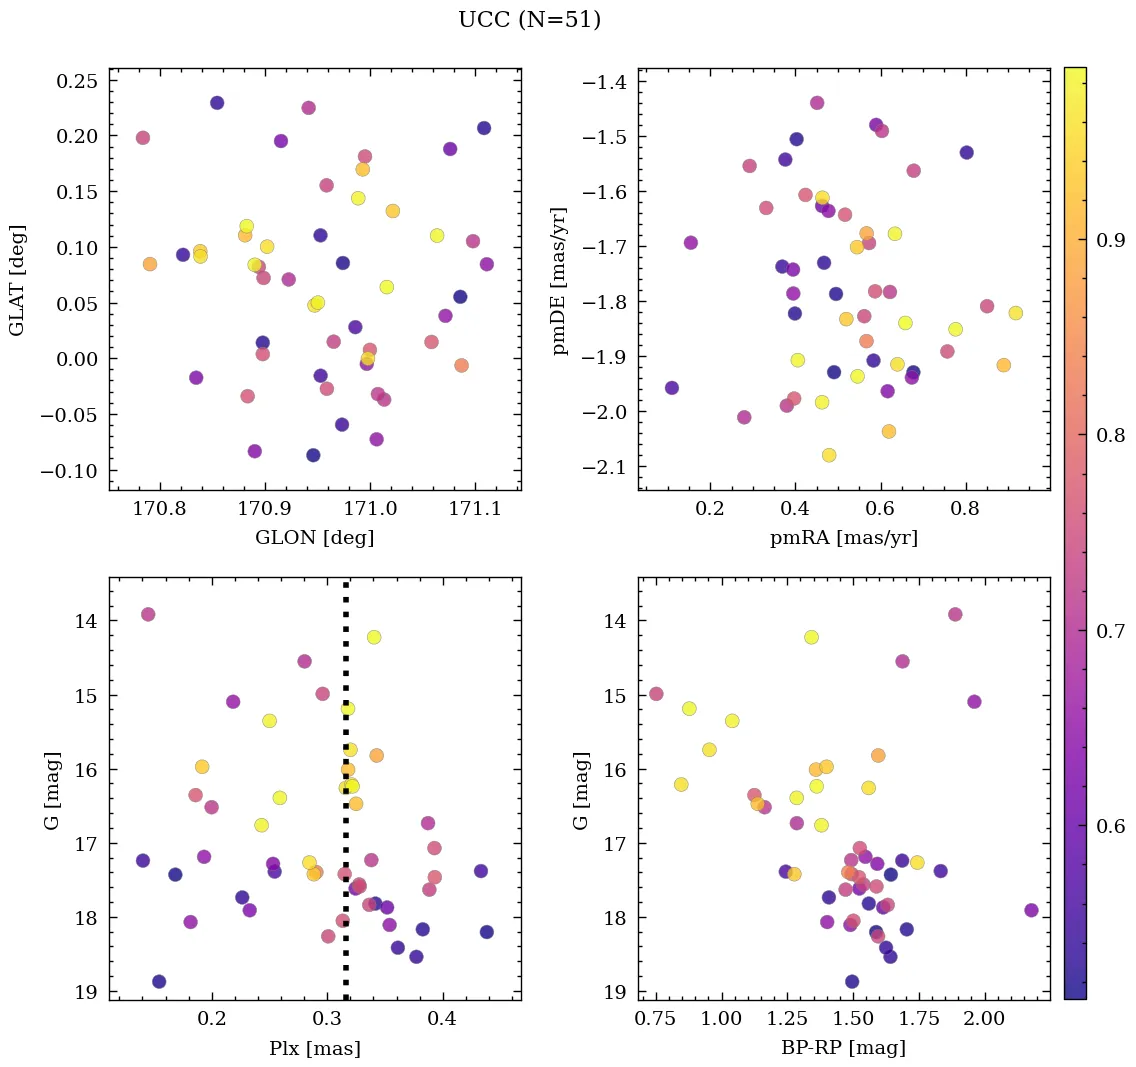 UCC (N=51)
0.25
0.20
0.15
0.10
0.05
0.00
−0.05
−0.10
GLAT [deg]
170.8 170.9 171.0 171.1
GLON [deg]
−1.4
−1.5
−1.6
−1.7
−1.8
−1.9
−2.0
−2.1
pmDE [mas/yr]
0.2 0.4 0.6 0.8
pmRA [mas/yr]
0.9
0.8
0.7
0.6
14
15
16
17
18
19
G [mag]
0.2 0.3 0.4
Plx [mas]
14
15
16
17
18
19
G [mag]
0.75 1.00 1.25 1.50 1.75 2.00
BP-RP [mag]